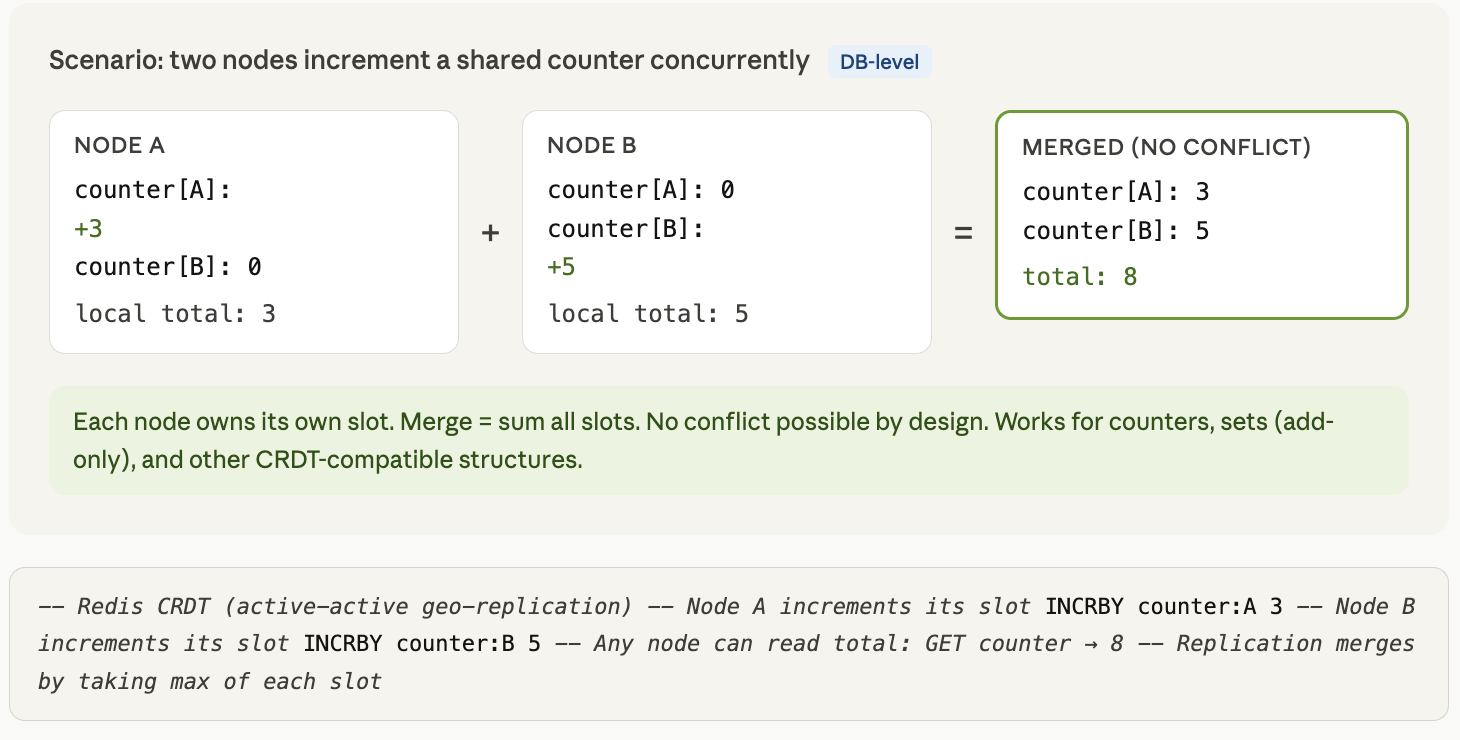 Scenario: two nodes increment a shared counter concurrently DB-level
NODE A
counter[A]:
+3
counter[B]: 0
local total: 3
+
NODE B
counter[A]: 0
counter[B]:
+5
local total: 5
=
MERGED (NO CONFLICT)
counter[A]: 3
counter[B]: 5
total: 8
Each node owns its own slot. Merge = sum all slots. No conflict possible by design. Works for counters, sets (add-
only), and other CRDT-compatible structures.
-- Redis CRDT (active-active geo-replication) -- Node A increments its slot INCRBY counter:A 3 -- Node B
increments its slot INCRBY counter:B 5 -- Any node can read total: GET counter → 8 -- Replication merges
by taking max of each slot